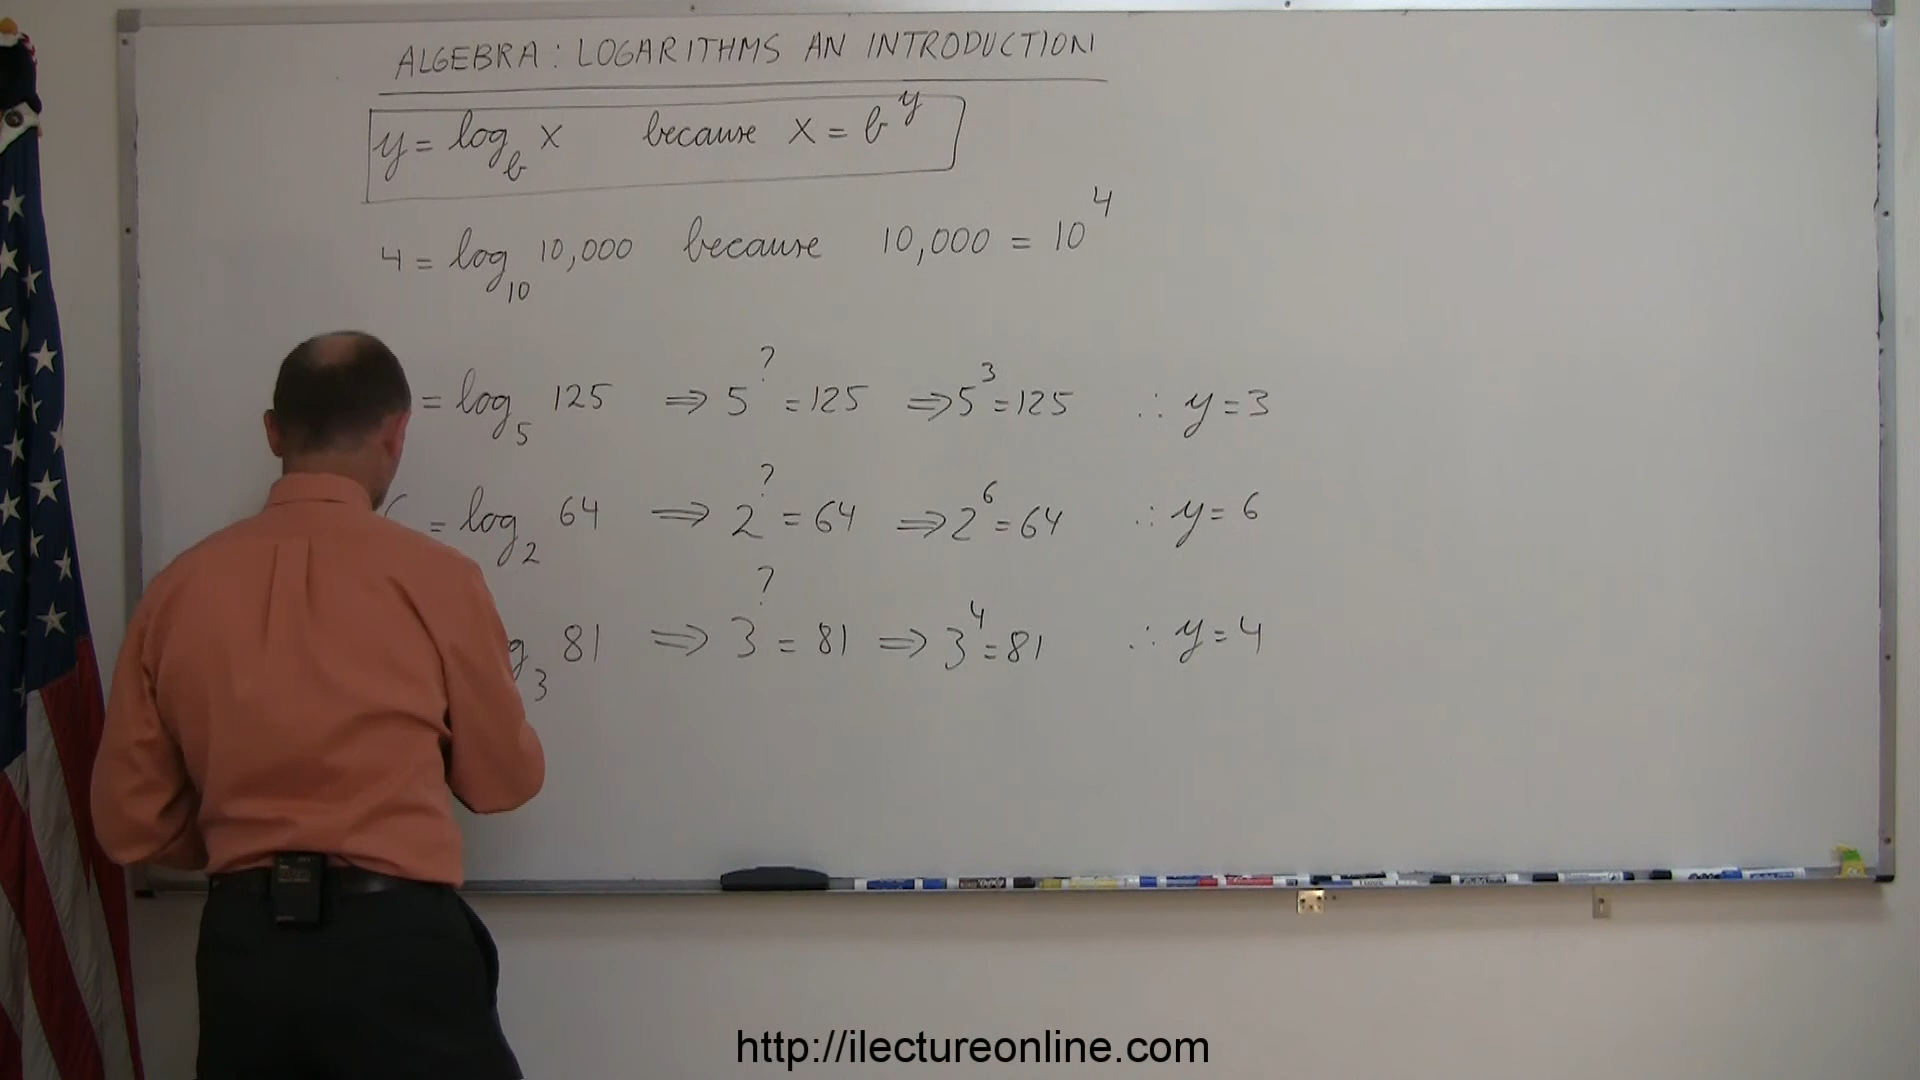 ALGEBRA: LOGARITHMS AN INTRODUCTION
y = log_b x because x = b^y
4 = log_10 10,000 because 10,000 = 10^4
= log_5 125 ⇒ 5^? = 125 ⇒ 5^3 = 125 ∴ y = 3
= log_2 64 ⇒ 2^? = 64 ⇒ 2^6 = 64 ∴ y = 6
g_3 81 ⇒ 3^? = 81 ⇒ 3^4 = 81 ∴ y = 4
http://ilectureonline.com